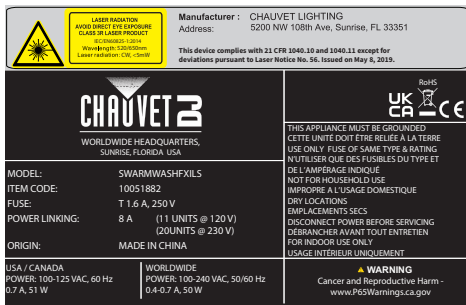 LASER RADIATION
AVOID DIRECT EYE EXPOSURE
CLASS 3R LASER PRODUCT
IEC/EN60825-1:2014
Wavelength: 520/650nm
Laser radiation: CW, <5mW
Manufacturer : CHAUVET LIGHTING
Address: 5200 NW 108th Ave, Sunrise, FL 33351
This device complies with 21 CFR 1040.10 and 1040.11 except for
deviations pursuant to Laser Notice No. 56. Issued on May 8, 2019.
CHAUVET DJ
WORLDWIDE HEADQUARTERS,
SUNRISE, FLORIDA USA
MODEL: SWARMWASHFXILS
ITEM CODE: 10051882
FUSE: T 1.6 A, 250 V
POWER LINKING: 8 A (11 UNITS @ 120 V)
(20UNITS @ 230 V)
ORIGIN: MADE IN CHINA
USA / CANADA
POWER: 100-125 VAC, 60 Hz
0.7 A, 51 W
WORLDWIDE
POWER: 100-240 VAC, 50/60 Hz
0.4-0.7 A, 50 W
RoHS
UK
CA CE
THIS APPLIANCE MUST BE GROUNDED
CETTE UNITÉ DOIT ÊTRE RELIÉE À LA TERRE
USE ONLY FUSE OF SAME TYPE & RATING
N'UTILISER QUE DES FUSIBLES DU TYPE ET
DE L'AMPÉRAGE INDIQUÉ
NOT FOR HOUSEHOLD USE
IMPROPRE A L'USAGE DOMESTIQUE
DRY LOCATIONS
EMPLACEMENTS SECS
DISCONNECT POWER BEFORE SERVICING
DÉBRANCHER AVANT TOUT ENTRETIEN
FOR INDOOR USE ONLY
USAGE INTÉRIEUR UNIQUEMENT
WARNING
Cancer and Reproductive Harm -
www.P65Warnings.ca.gov